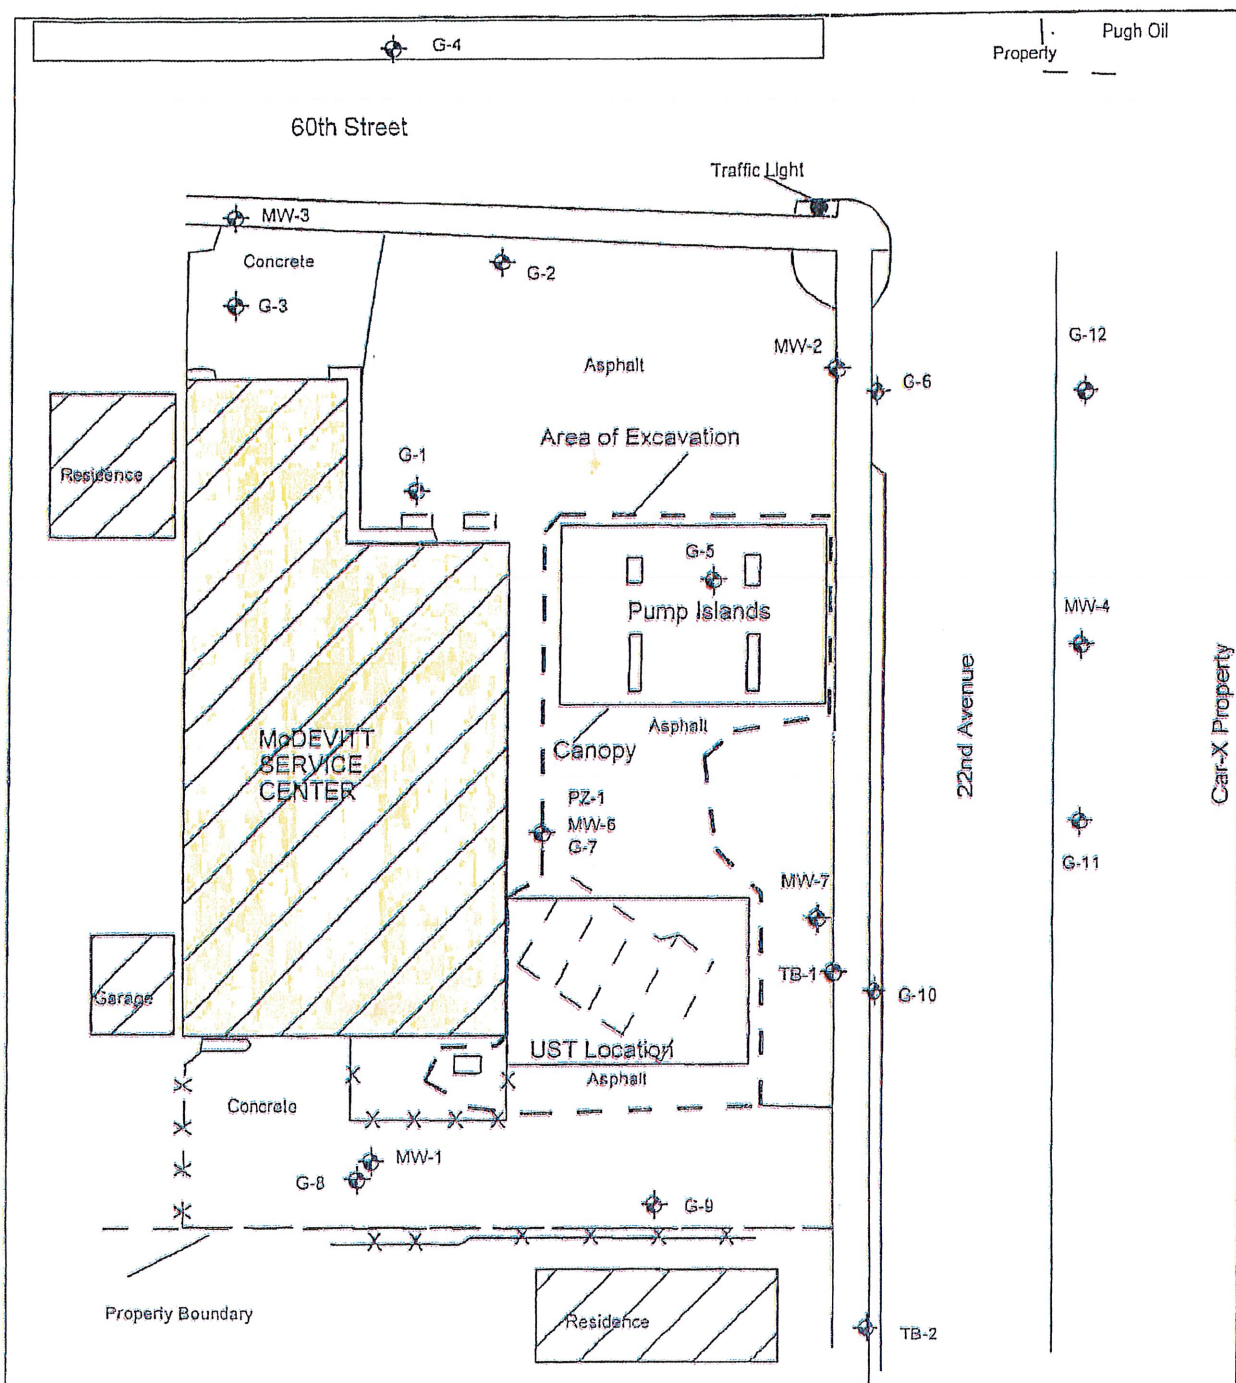 Pugh Oil
Property
G-4
60th Street
Traffic Light
MW-3
Concrete
G-2
G-3
G-12
MW-2
Asphalt
G-6
Area of Excavation
G-1
Residence
G-5
Pump Islands
MW-4
22nd Avenue
Car-X Property
Asphalt
McDEVITT
SERVICE
CENTER
Canopy
PZ-1
MW-6
G-7
G-11
MW-7
TB-1
G-10
Garage
UST Location
Asphalt
Concrete
MW-1
G-8
G-9
Property Boundary
Residence
TB-2